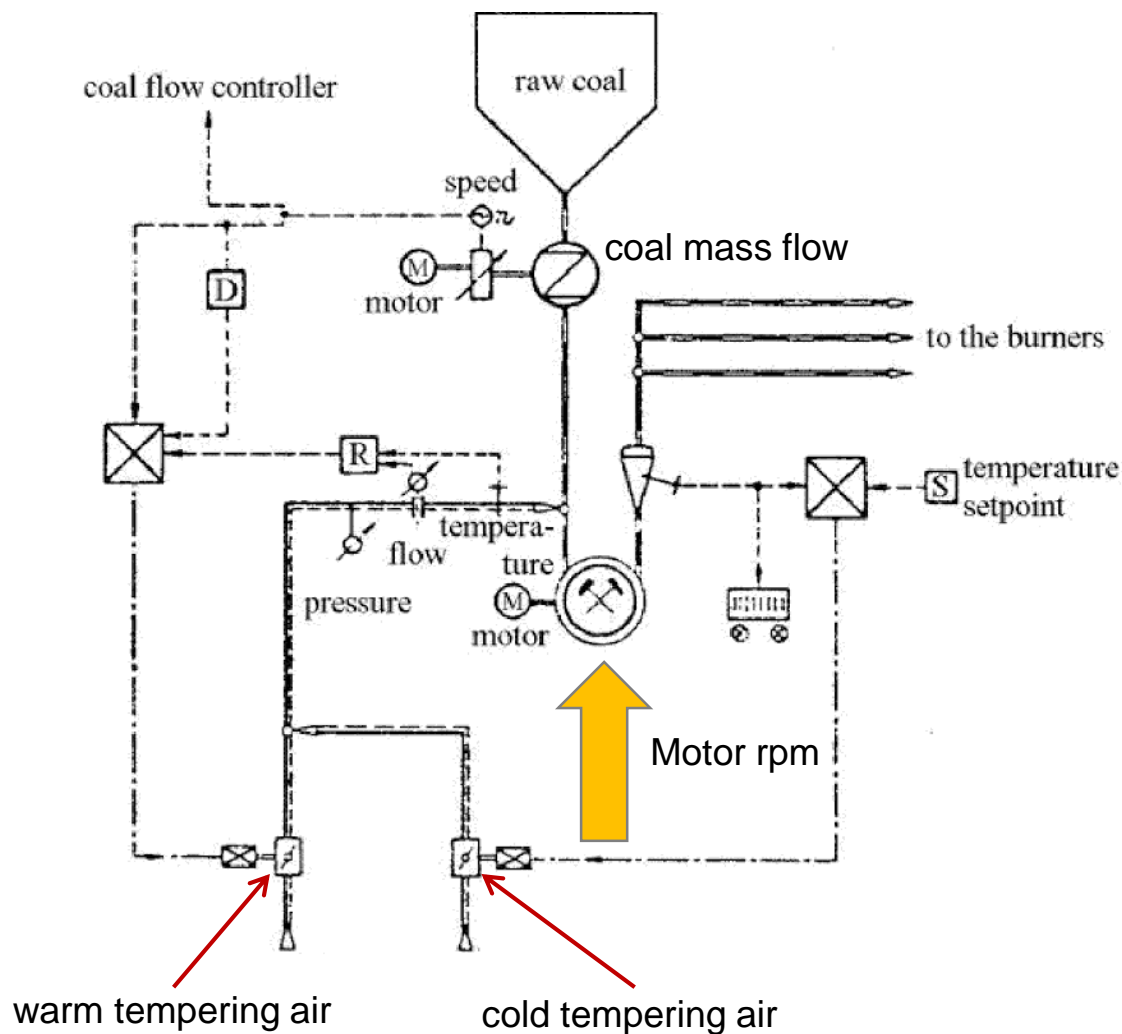 raw coal
coal flow controller
speed
n
coal mass flow
M
motor
D
to the burners
R
temperature
S
setpoint
tempera-
flow
ture
pressure
M
motor
Motor rpm
warm tempering air
cold tempering air